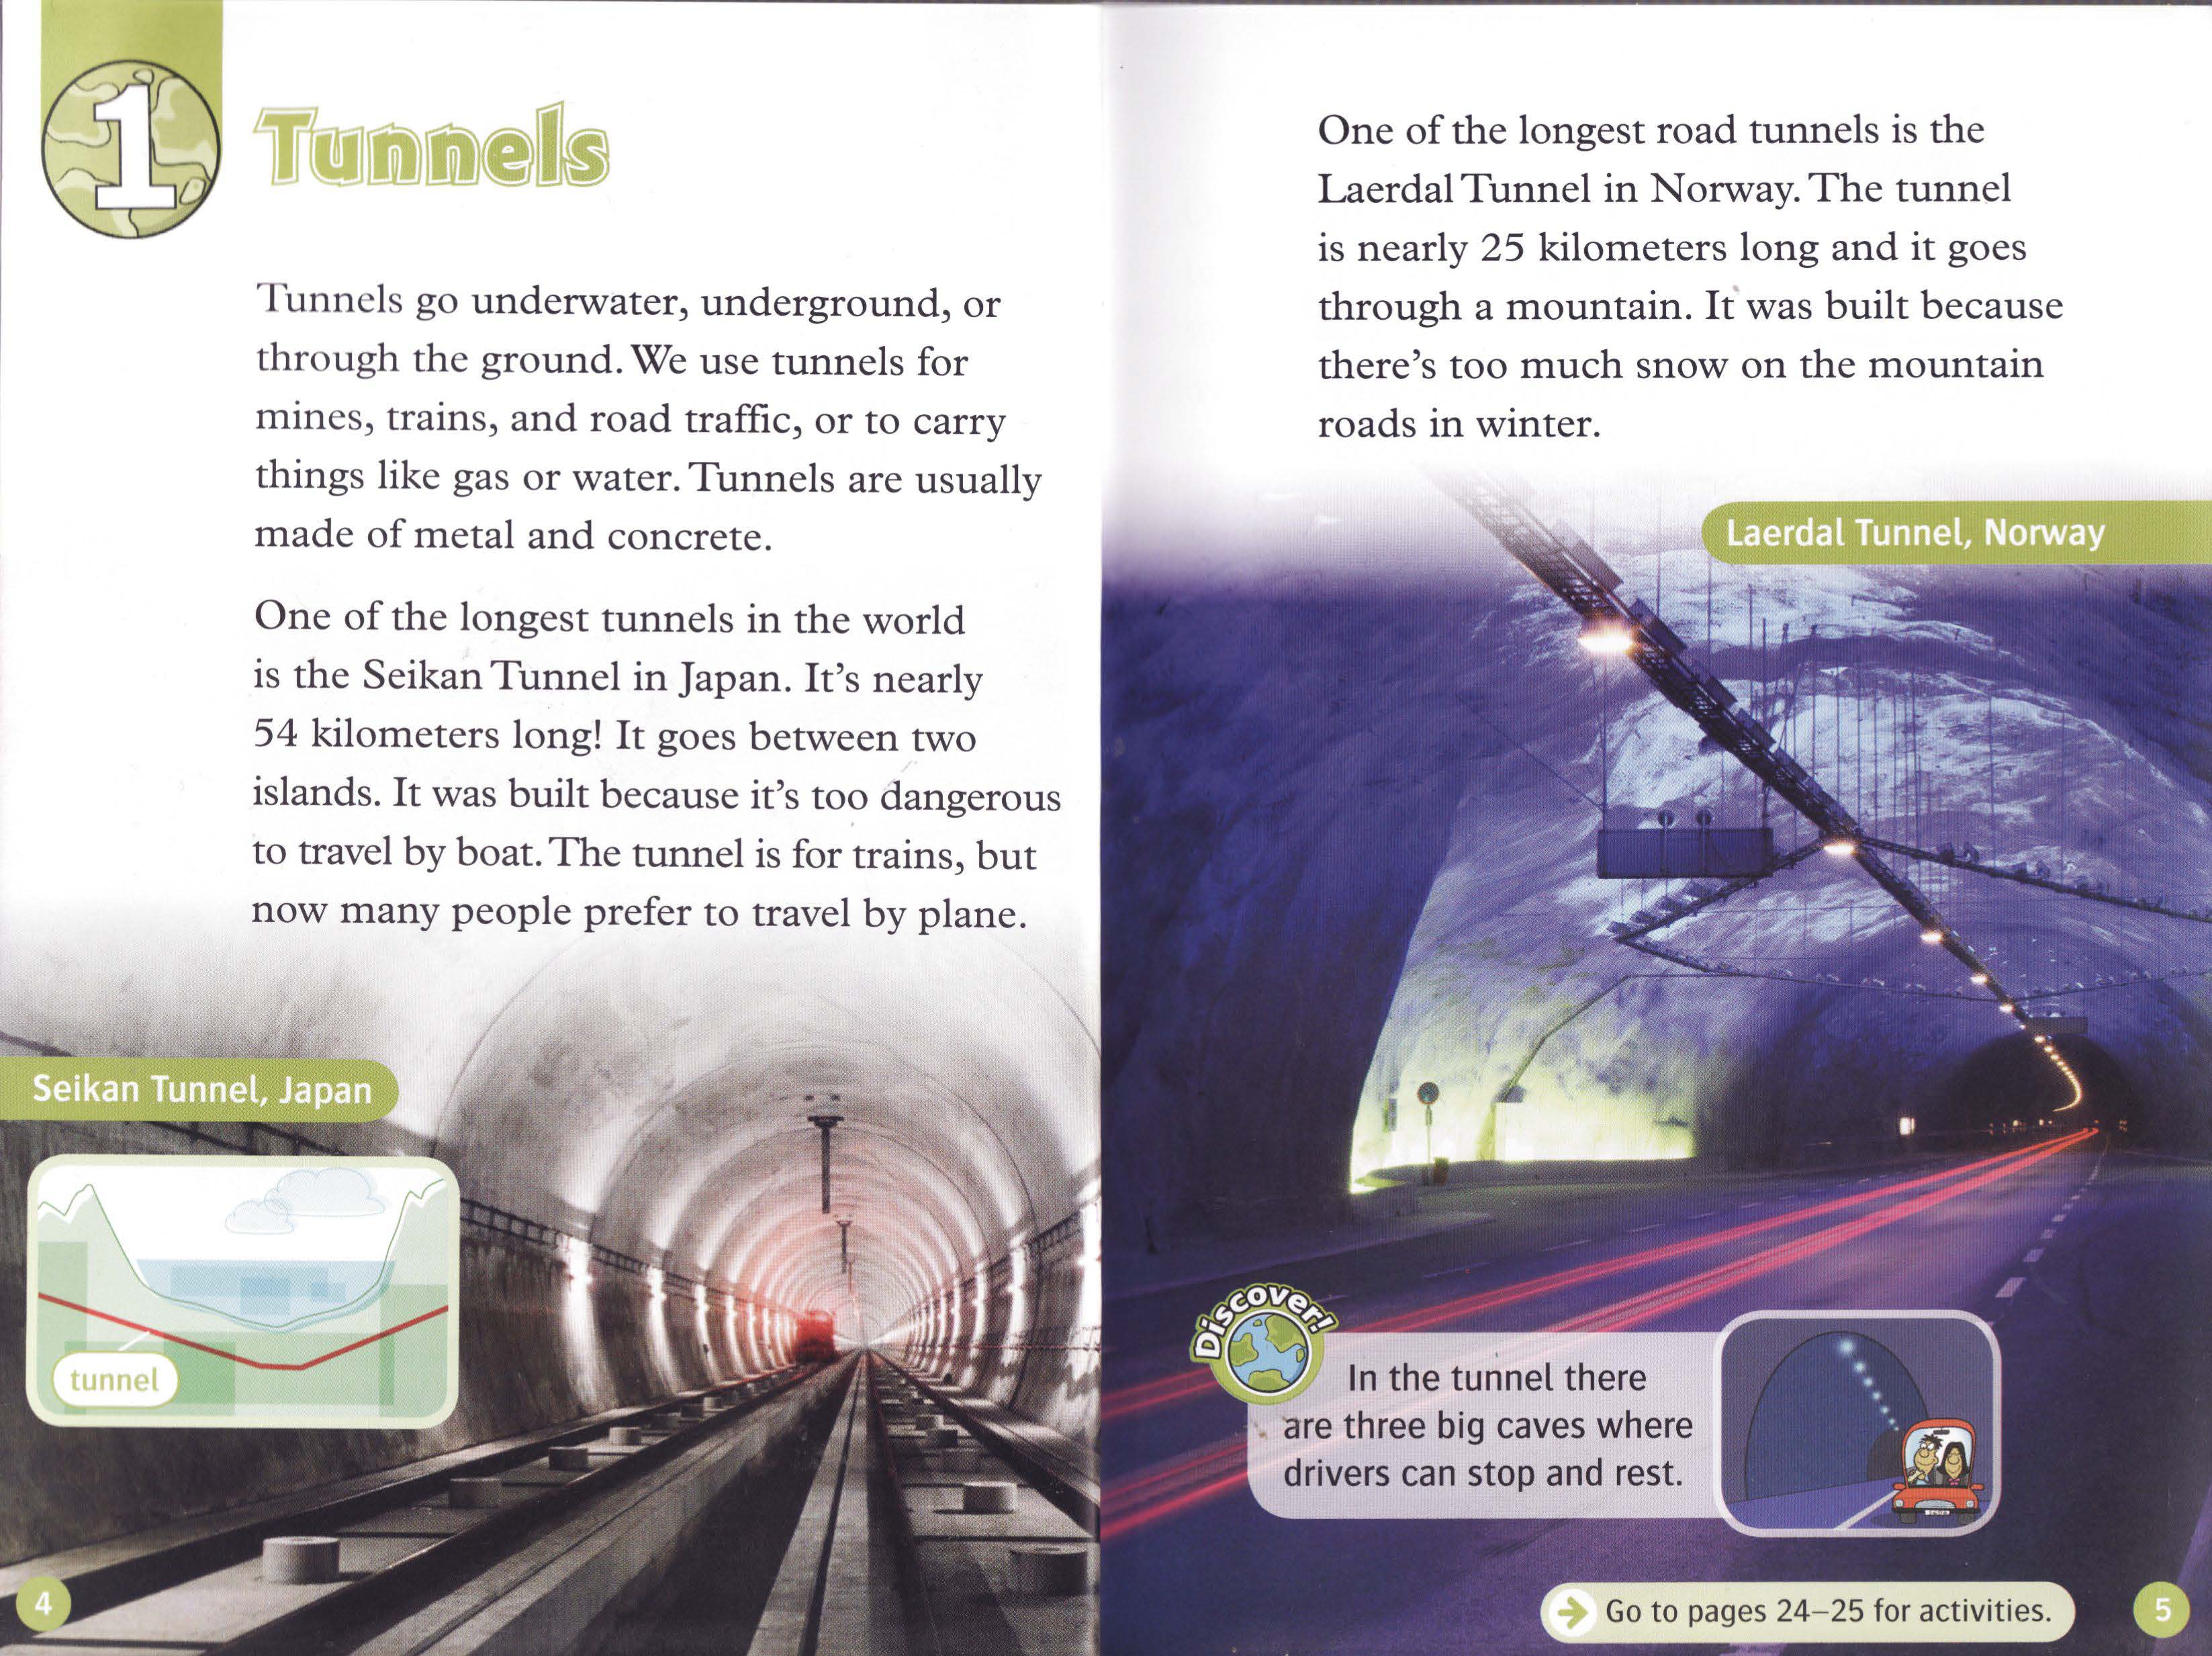 1
Tunnels
Tunnels go underwater, underground, or
through the ground. We use tunnels for
mines, trains, and road traffic, or to carry
things like gas or water. Tunnels are usually
made of metal and concrete.
One of the longest tunnels in the world
is the Seikan Tunnel in Japan. It's nearly
54 kilometers long! It goes between two
islands. It was built because it's too dangerous
to travel by boat. The tunnel is for trains, but
now many people prefer to travel by plane.
Seikan Tunnel, Japan
tunnel
4
One of the longest road tunnels is the
Laerdal Tunnel in Norway. The tunnel
is nearly 25 kilometers long and it goes
through a mountain. It was built because
there's too much snow on the mountain
roads in winter.
Laerdal Tunnel, Norway
Discover!
In the tunnel there
are three big caves where
drivers can stop and rest.
Go to pages 24–25 for activities.
5